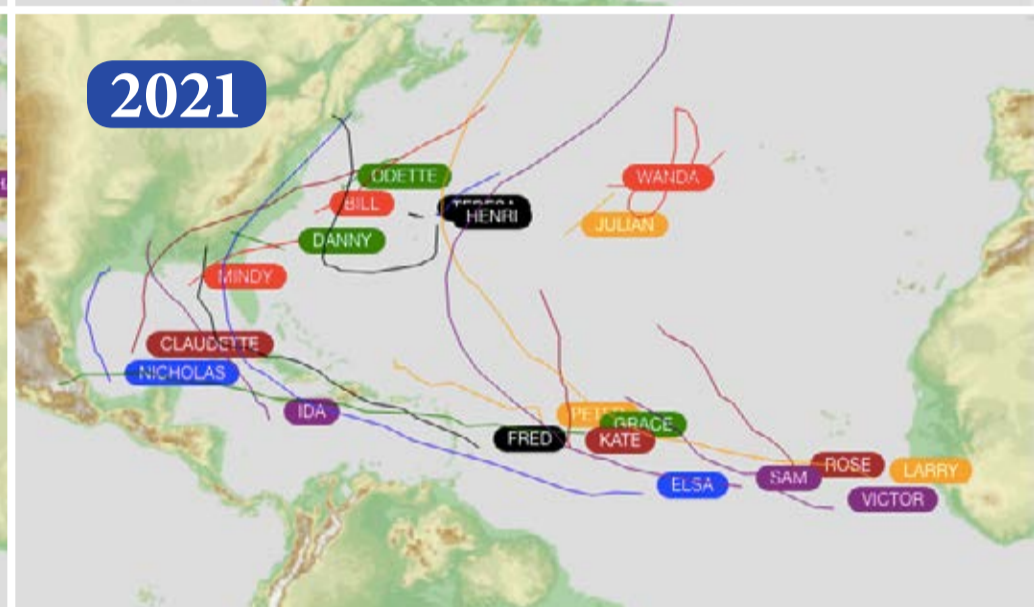 2021
ODETTE
WANDA
BILL
HENRI
JULIAN
DANNY
MINDY
CLAUDETTE
NICHOLAS
IDA
GRACE
FRED
KATE
ROSE
LARRY
SAM
ELSA
VICTOR